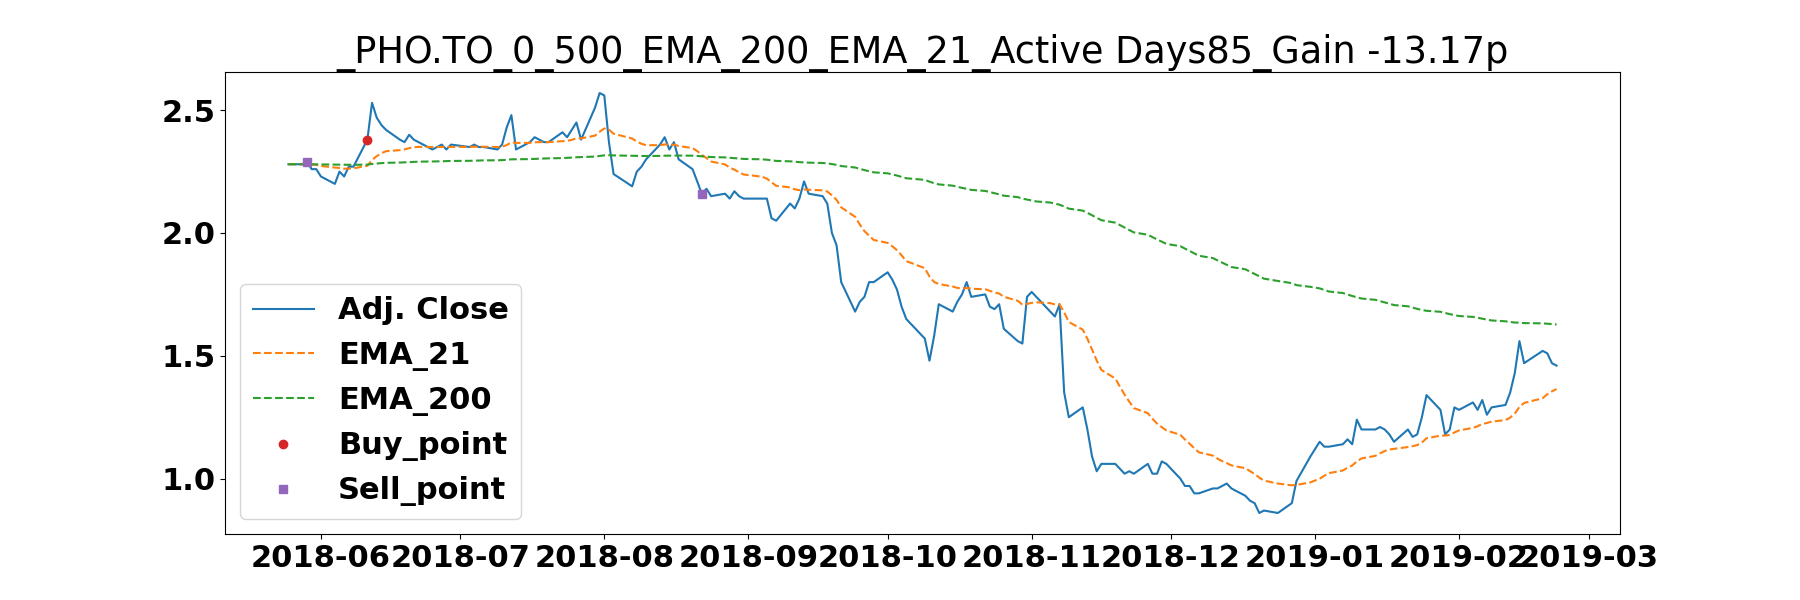 _PHO.TO_0_500_EMA_200_EMA_21_Active Days85_Gain -13.17p
2.5
2.0
1.5
1.0
Adj. Close
EMA_21
EMA_200
Buy_point
Sell_point
2018-06 2018-07 2018-08 2018-09 2018-10 2018-11 2018-12 2019-01 2019-02 2019-03